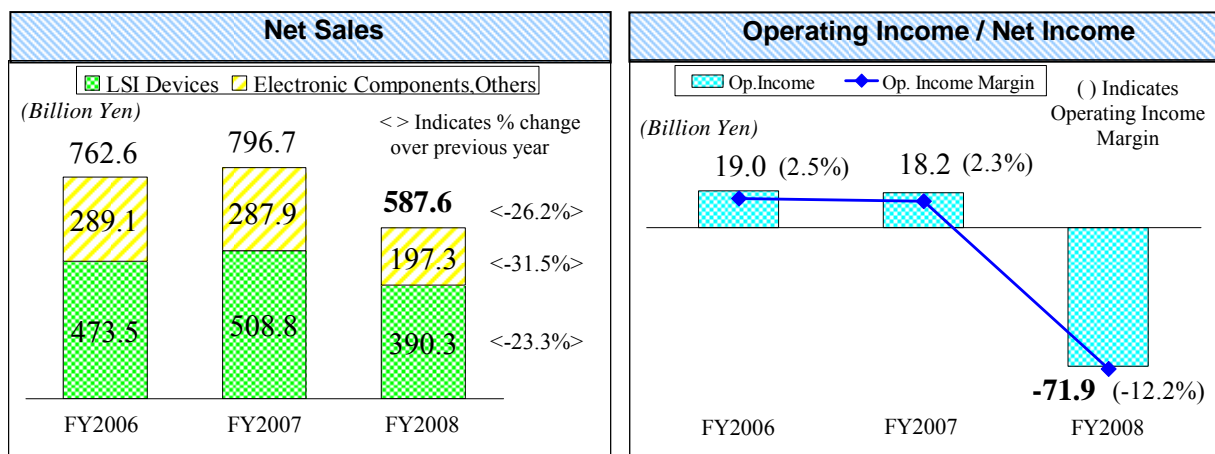 Net Sales
LSI Devices Electronic Components,Others
(Billion Yen)
< > Indicates % change
over previous year
762.6 796.7 587.6 <-26.2%>
289.1 287.9 197.3 <-31.5%>
473.5 508.8 390.3 <-23.3%>
FY2006 FY2007 FY2008
Operating Income / Net Income
Op.Income Op. Income Margin
( ) Indicates
Operating Income
Margin
(Billion Yen)
19.0 (2.5%) 18.2 (2.3%)
-71.9 (-12.2%)
FY2006 FY2007 FY2008